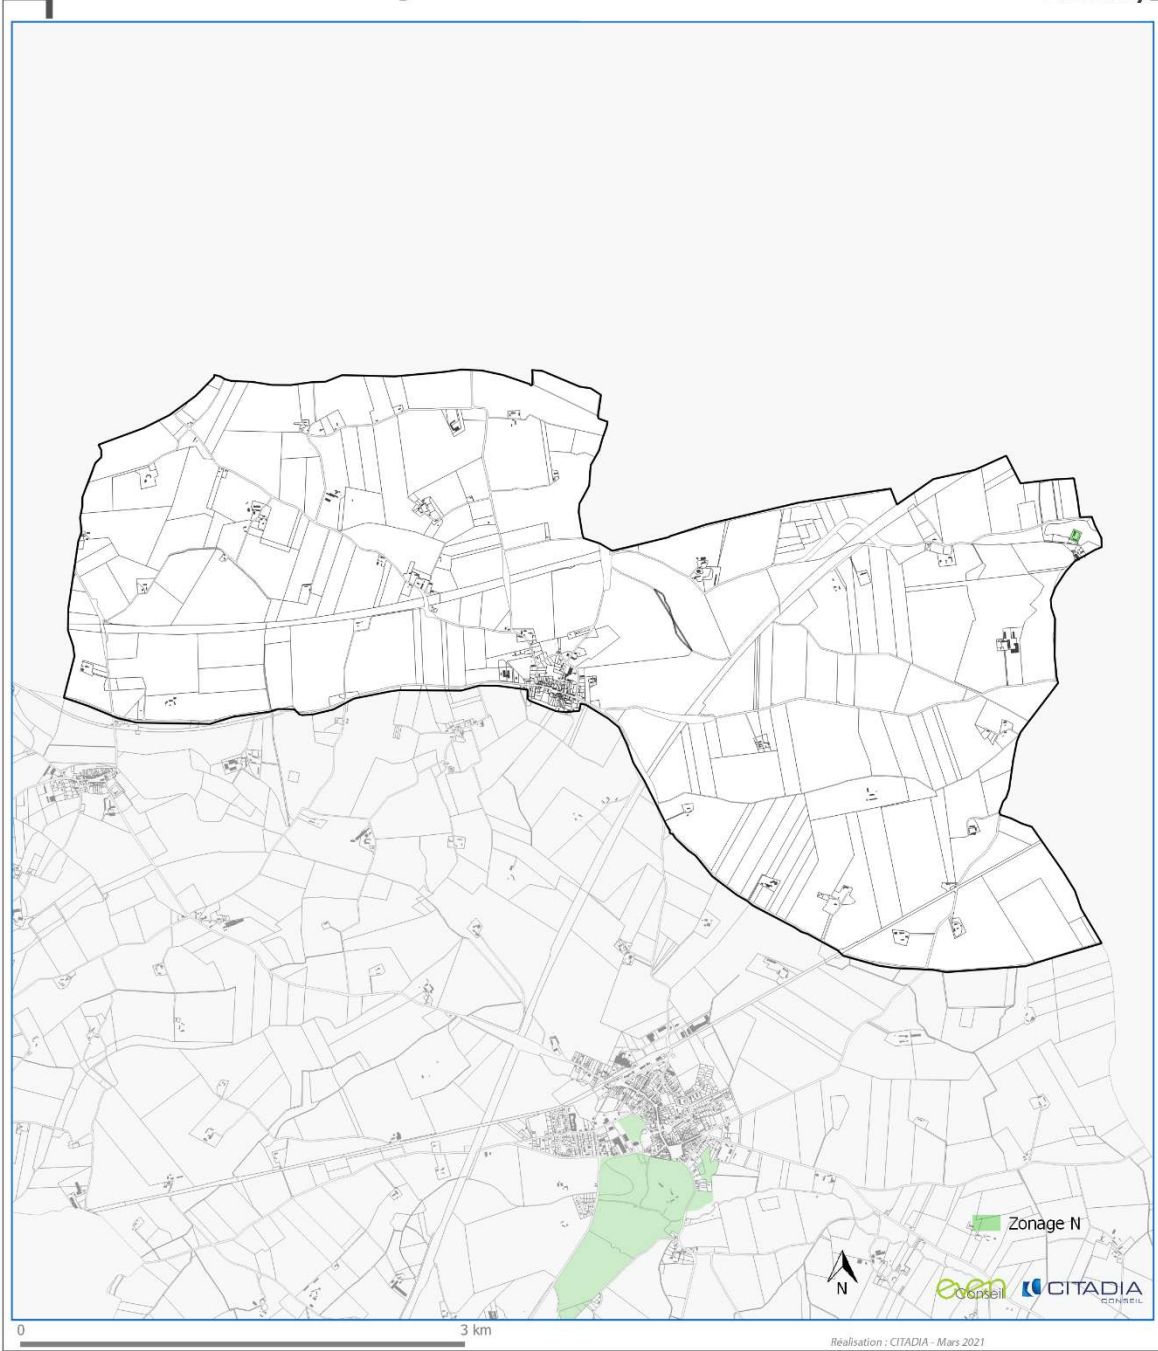 Zonage N
N
even
Conseil
CITADIA
CONSEIL
0
3 km
Réalisation : CITADIA - Mars 2021